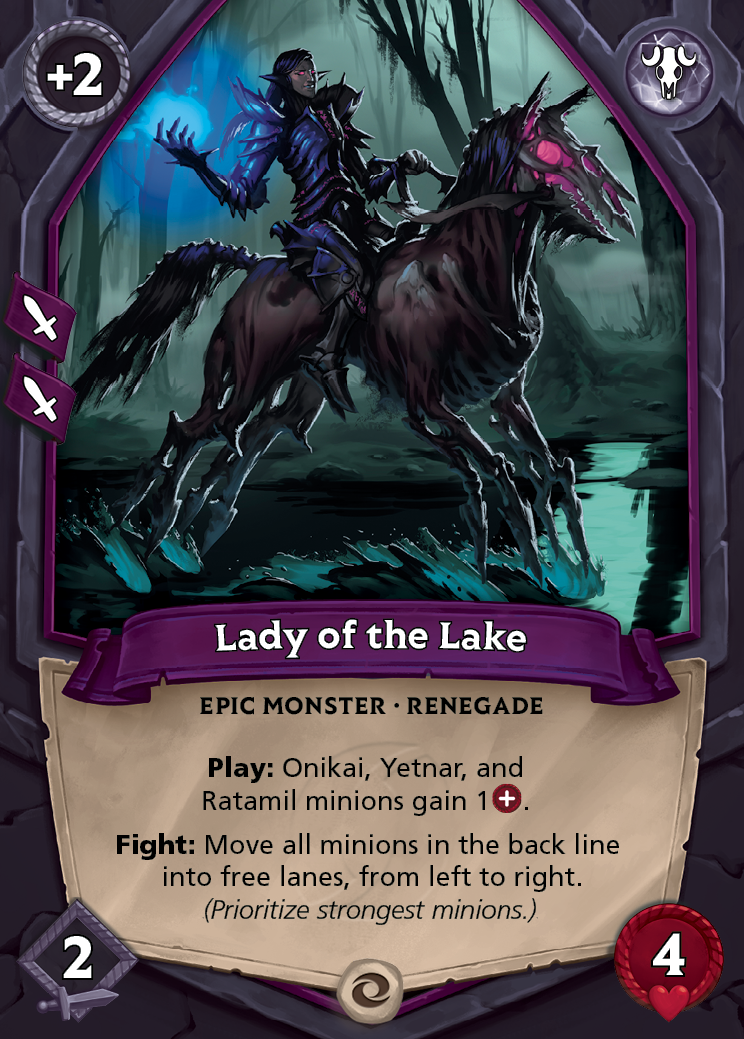 +2
Lady of the Lake
EPIC MONSTER · RENEGADE
Play: Onikai, Yetnar, and
Ratamil minions gain 1+.
Fight: Move all minions in the back line
into free lanes, from left to right.
(Prioritize strongest minions.)
2
4